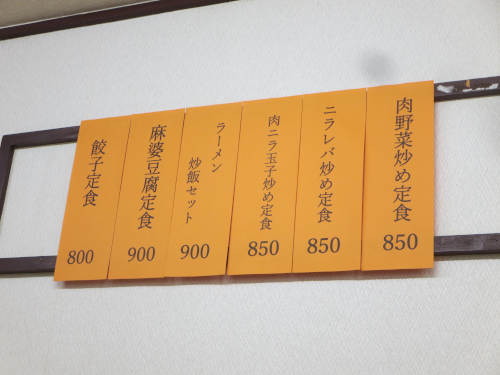 肉野菜炒め定食
850
ニラレバ炒め定食
850
肉ニラ玉子炒め定食
850
ラーメン
炒飯セット
900
麻婆豆腐定食
900
餃子定食
800